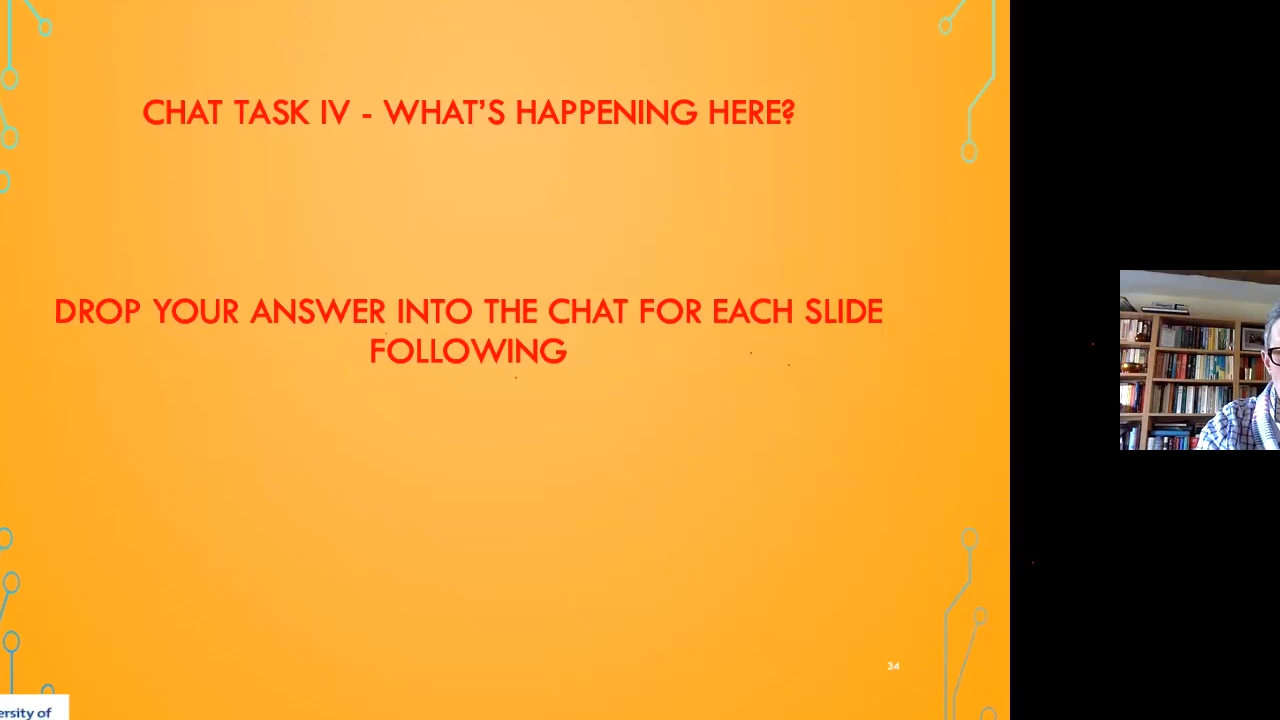 CHAT TASK IV - WHAT'S HAPPENING HERE?
DROP YOUR ANSWER INTO THE CHAT FOR EACH SLIDE
FOLLOWING
34
ersity of